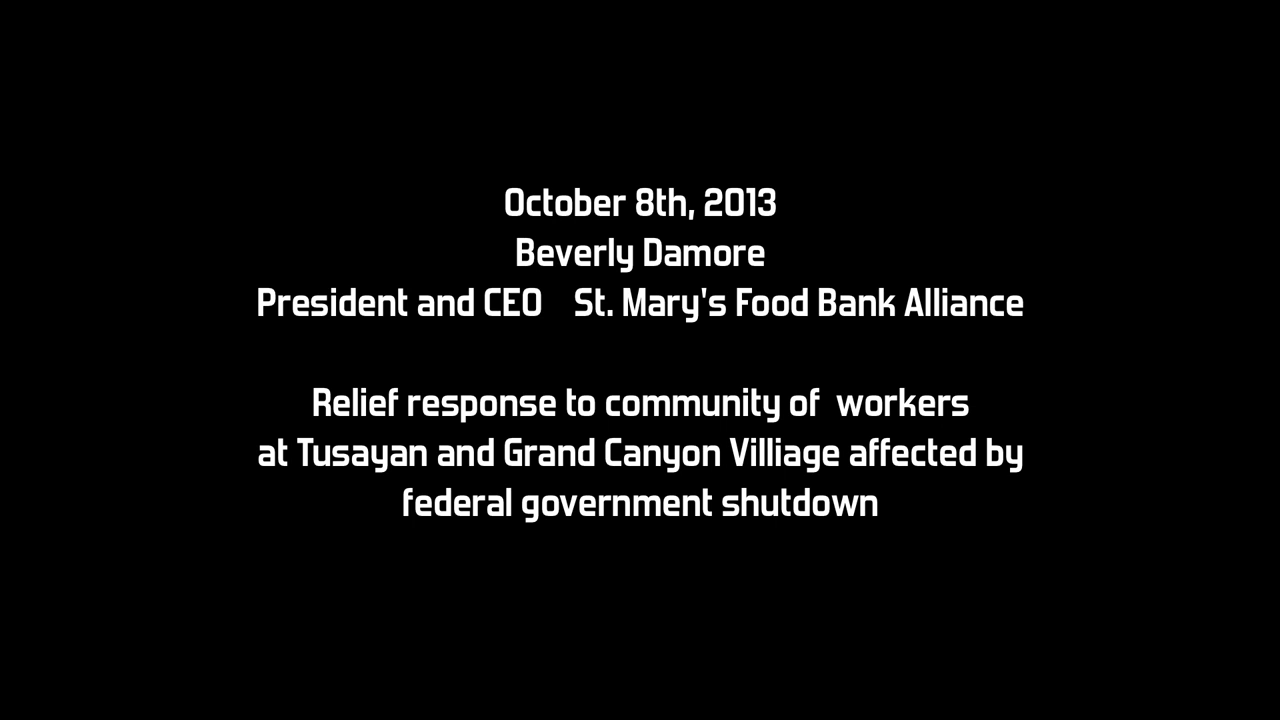 October 8th, 2013
Beverly Damore
President and CEO    St. Mary's Food Bank Alliance
Relief response to community of  workers
at Tusayan and Grand Canyon Villiage affected by
federal government shutdown